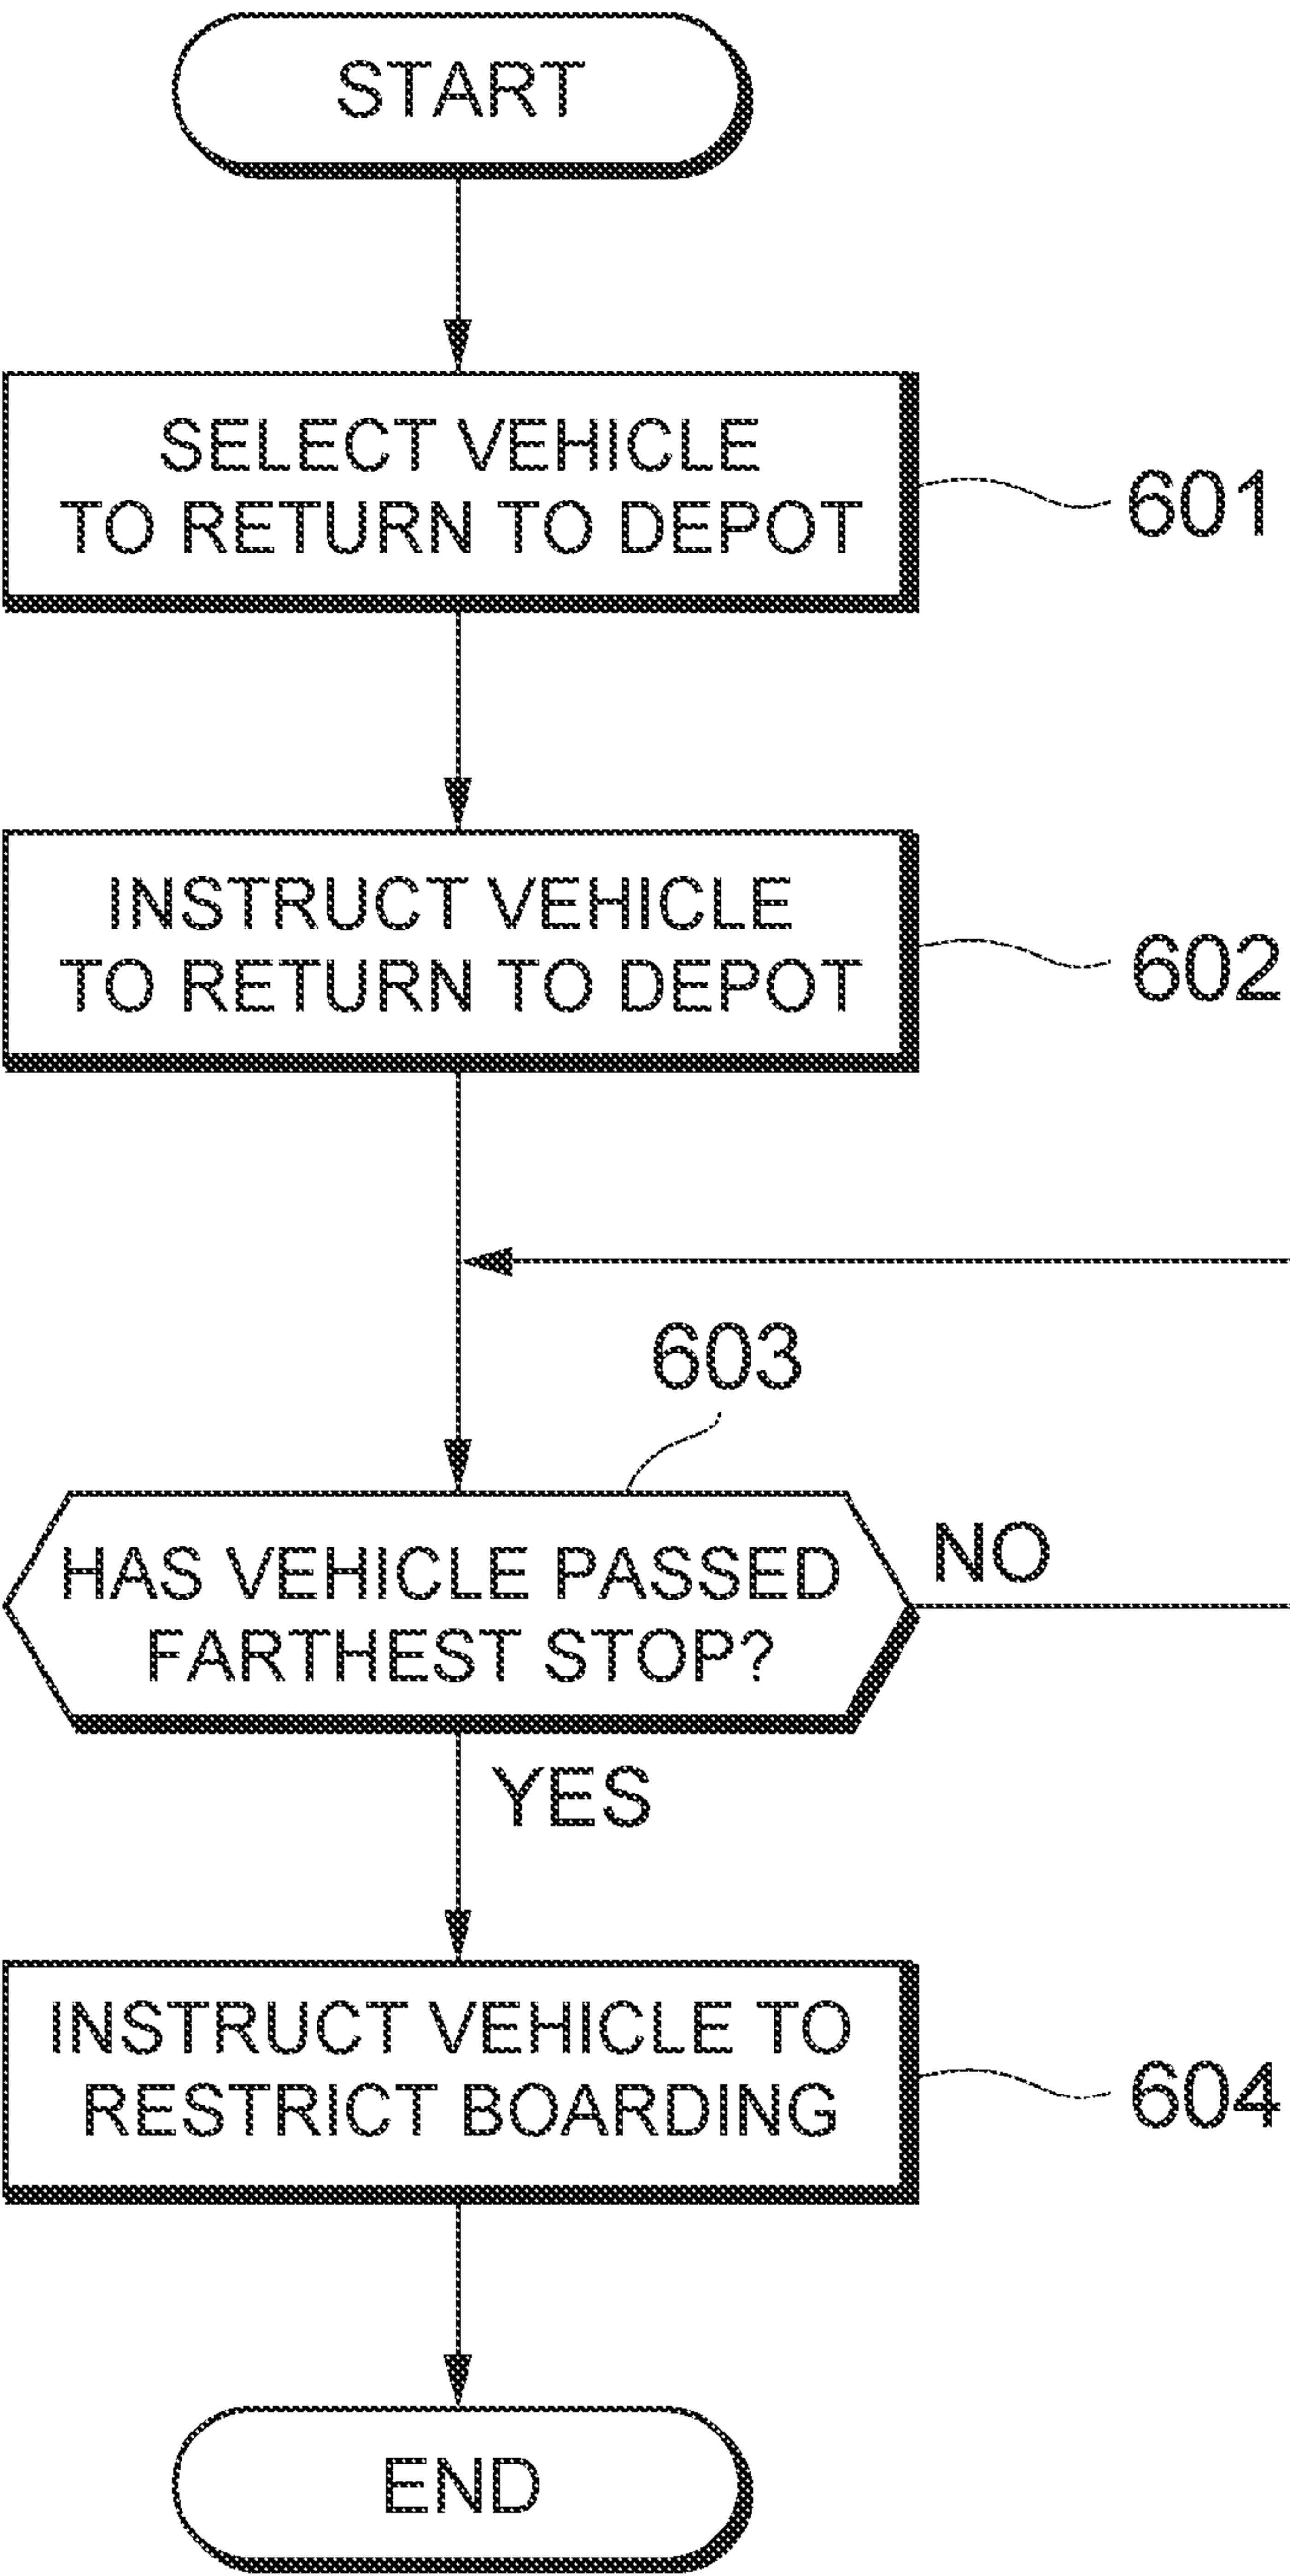 START
SELECT VEHICLE
TO RETURN TO DEPOT
601
INSTRUCT VEHICLE
TO RETURN TO DEPOT
602
603
HAS VEHICLE PASSED
FARTHEST STOP?
NO
YES
INSTRUCT VEHICLE TO
RESTRICT BOARDING
604
END